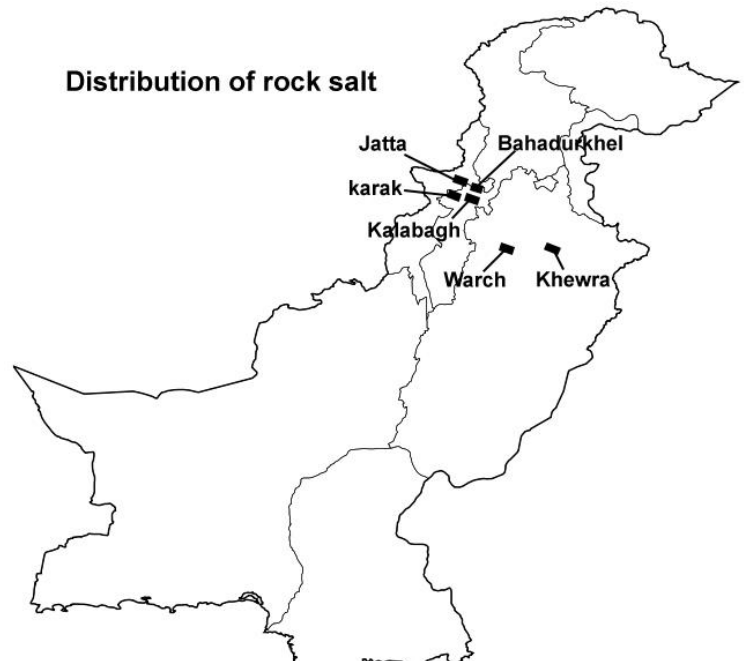 Distribution of rock salt
Jatta
Bahadurkhel
karak
Kalabagh
Warch
Khewra